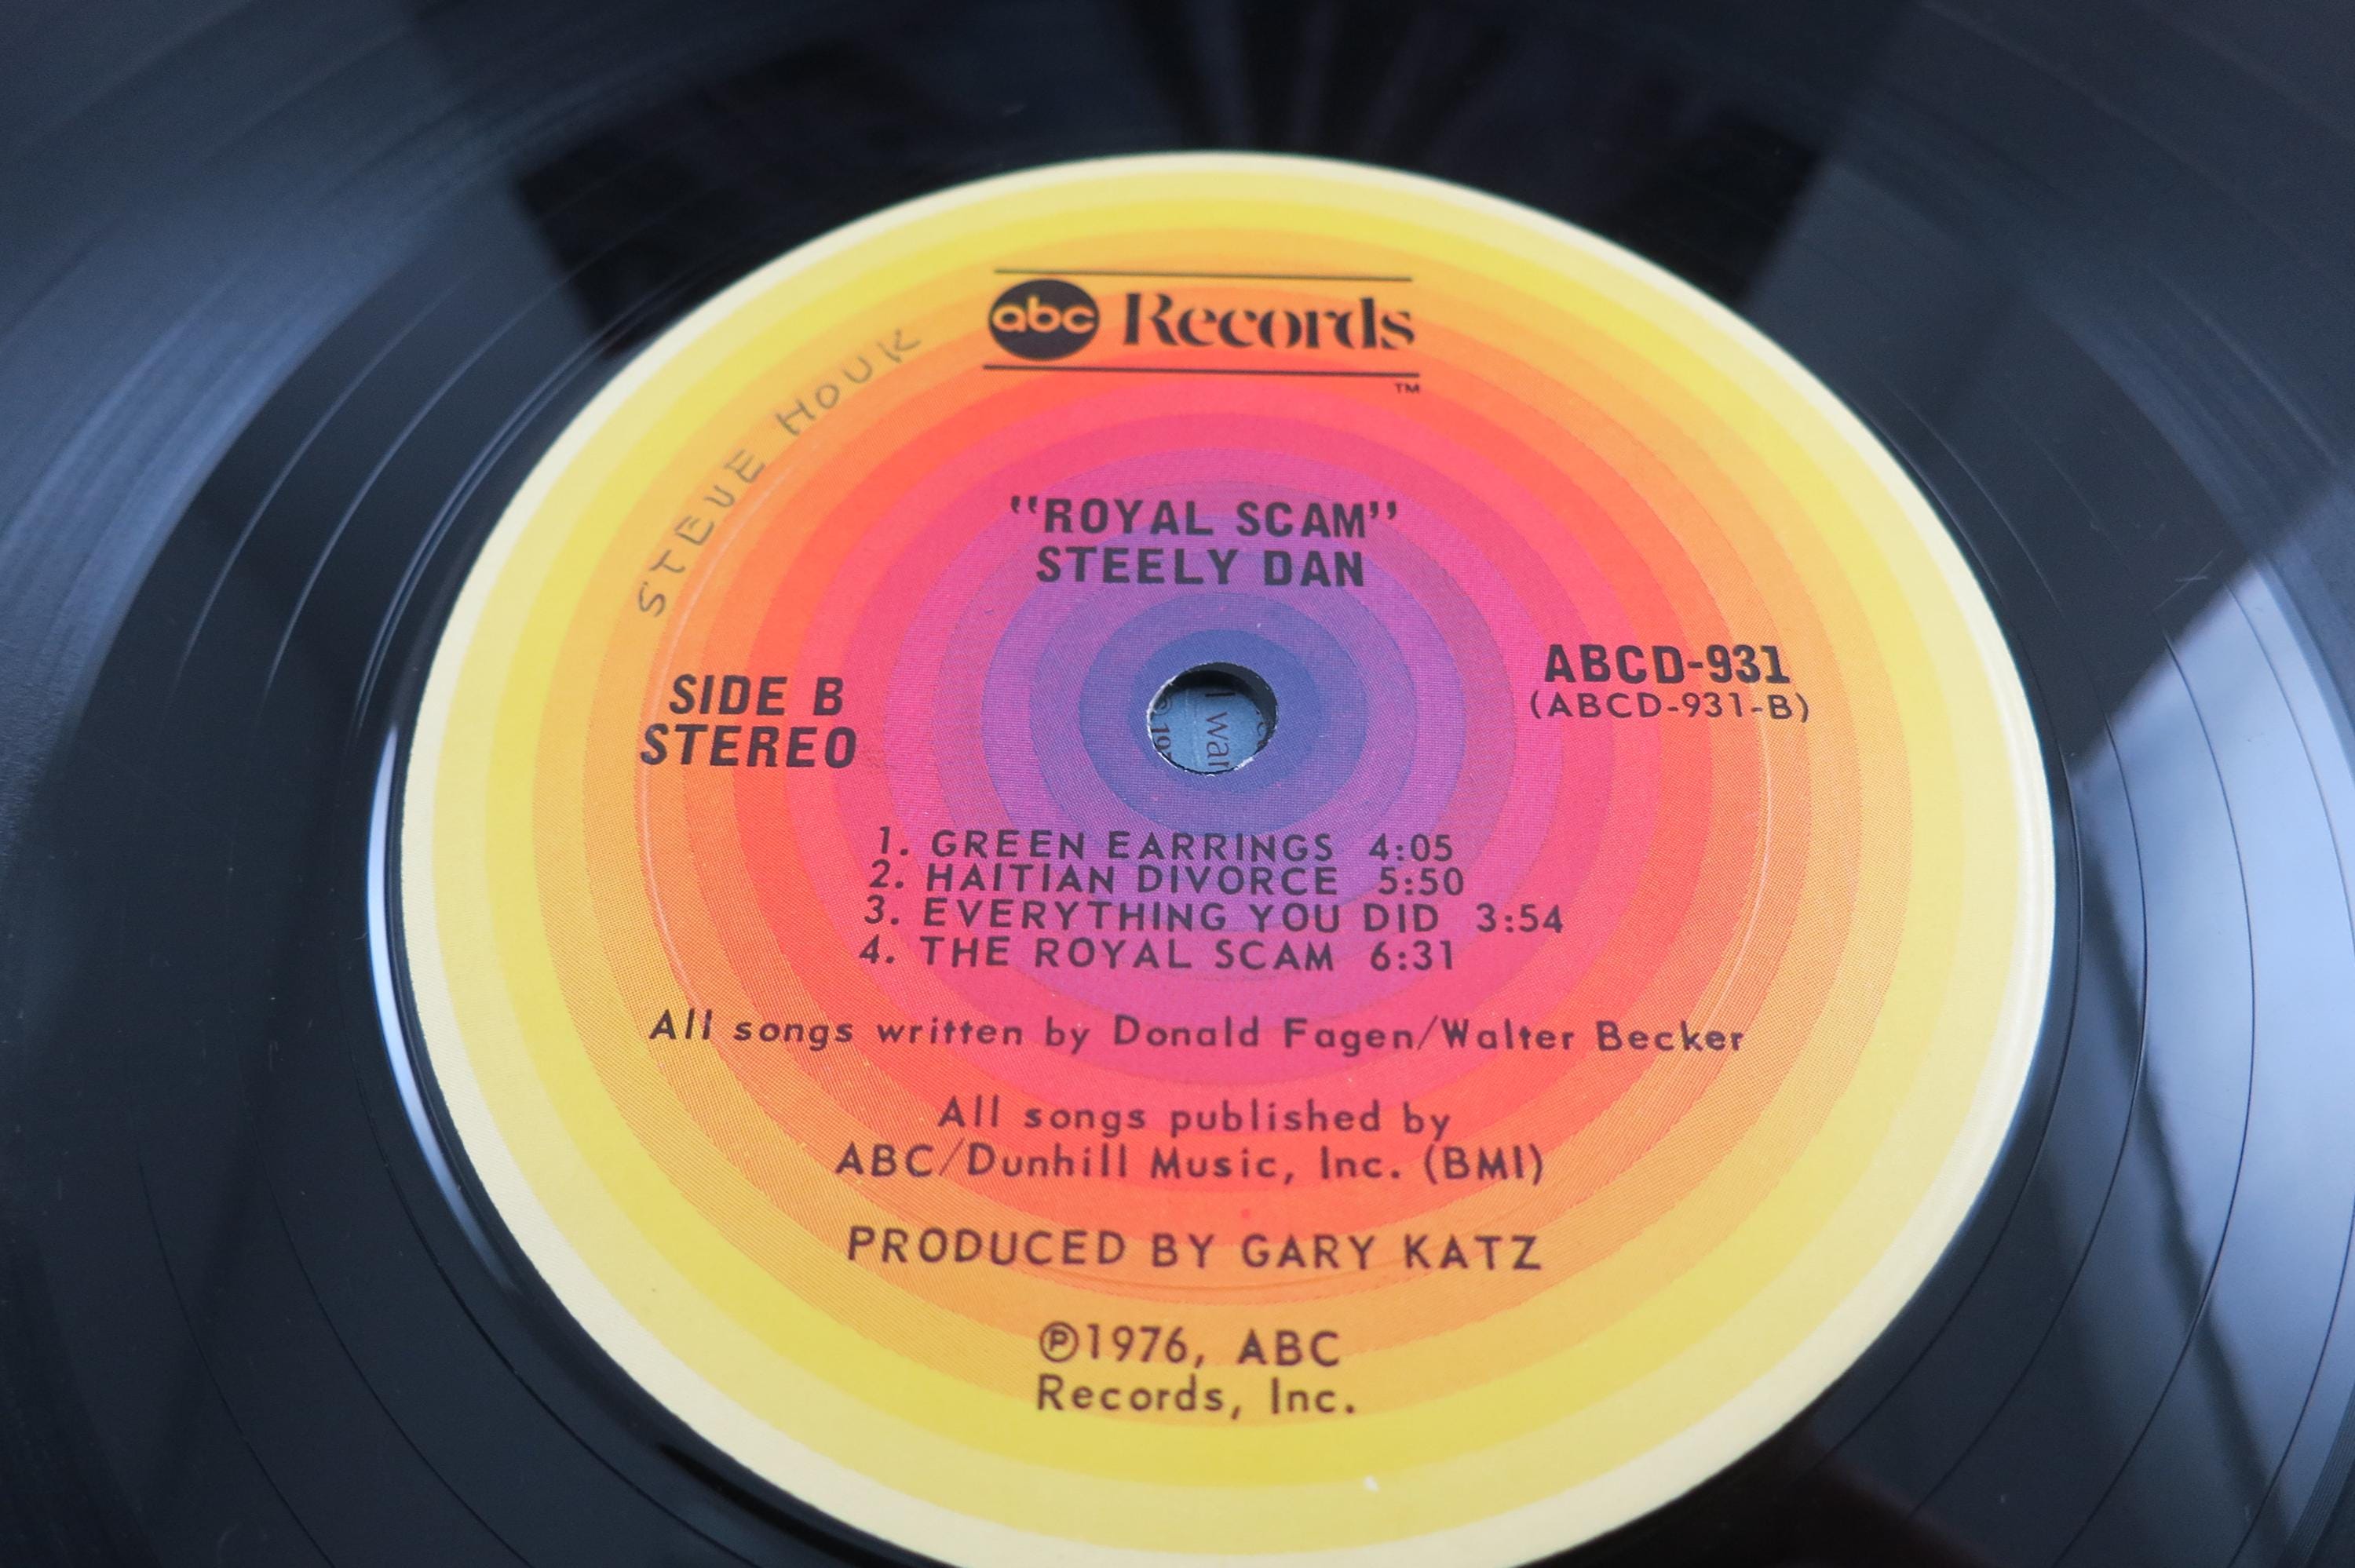 abc Records
TM
STEVE HOUK
"ROYAL SCAM"
STEELY DAN
SIDE B
STEREO
ABCD-931
(ABCD-931-B)
1. GREEN EARRINGS 4:05
2. HAITIAN DIVORCE 5:50
3. EVERYTHING YOU DID 3:54
4. THE ROYAL SCAM 6:31
All songs written by Donald Fagen/Walter Becker
All songs published by
ABC/Dunhill Music, Inc. (BMI)
PRODUCED BY GARY KATZ
Ⓟ1976, ABC
Records, Inc.